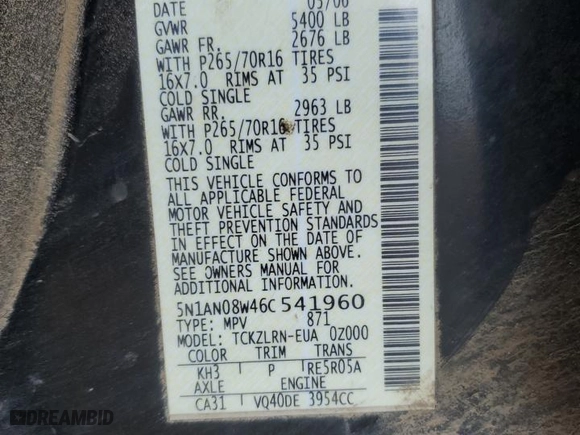 DATE 05/06
GVWR 5400 LB
GAWR FR. 2676 LB
WITH P265/70R16 TIRES
16X7.0 RIMS AT 35 PSI
COLD SINGLE
GAWR RR. 2963 LB
WITH P265/70R16 TIRES
16X7.0 RIMS AT 35 PSI
COLD SINGLE
THIS VEHICLE CONFORMS TO
ALL APPLICABLE FEDERAL
MOTOR VEHICLE SAFETY AND
THEFT PREVENTION STANDARDS
IN EFFECT ON THE DATE OF
MANUFACTURE SHOWN ABOVE.
SEE OWNERS MANUAL FOR
ADDITIONAL INFORMATION.
5N1AN08W46C541960
TYPE: MPV 871
MODEL: TCKZLRN-EUA 0Z000
COLOR TRIM TRANS
KH3 P RE5R05A
AXLE ENGINE
CA31 VQ40DE 3954CC
DREAMBID